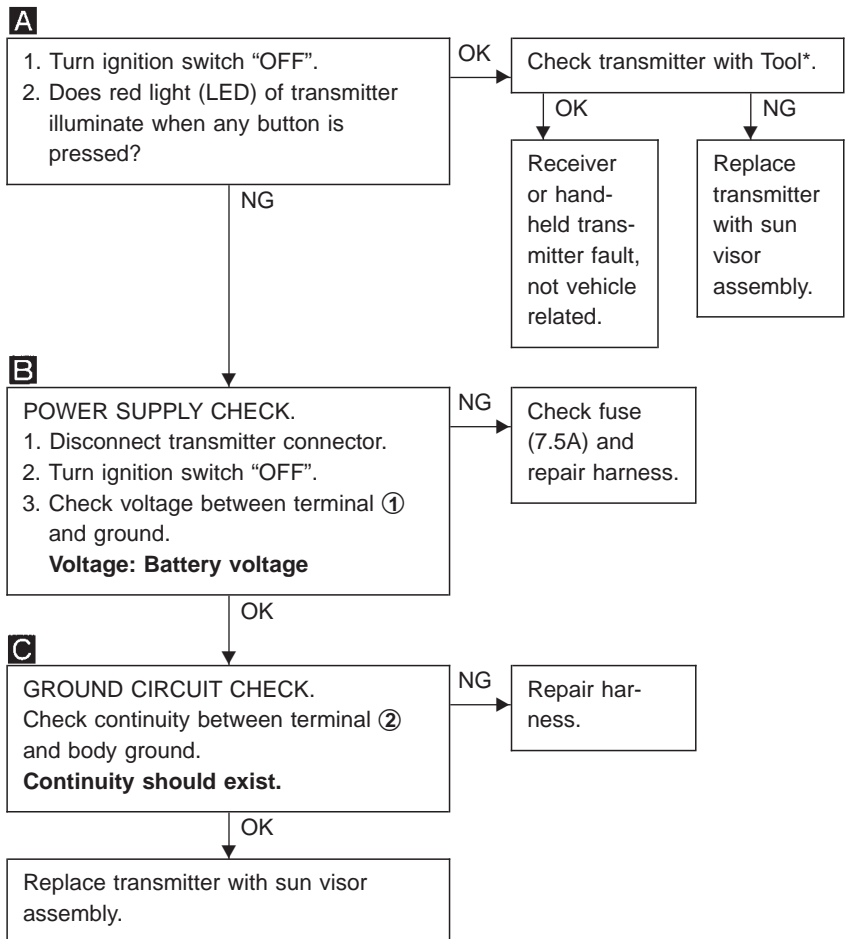 A
1. Turn ignition switch “OFF”.
2. Does red light (LED) of transmitter
illuminate when any button is
pressed?
OK
Check transmitter with Tool*.
OK
NG
Receiver
or hand-
held trans-
mitter fault,
not vehicle
related.
Replace
transmitter
with sun
visor
assembly.
NG
B
POWER SUPPLY CHECK.
1. Disconnect transmitter connector.
2. Turn ignition switch “OFF”.
3. Check voltage between terminal ①
and ground.
Voltage: Battery voltage
NG
Check fuse
(7.5A) and
repair harness.
OK
C
GROUND CIRCUIT CHECK.
Check continuity between terminal ②
and body ground.
Continuity should exist.
NG
Repair har-
ness.
OK
Replace transmitter with sun visor
assembly.